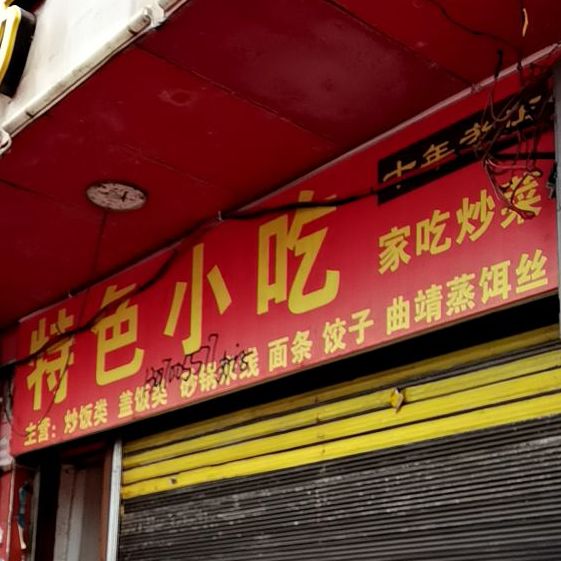 十年老店
特色小吃
家吃炒菜
主营：炒饭类 盖饭类 砂锅米线 面条 饺子 曲靖蒸饵丝